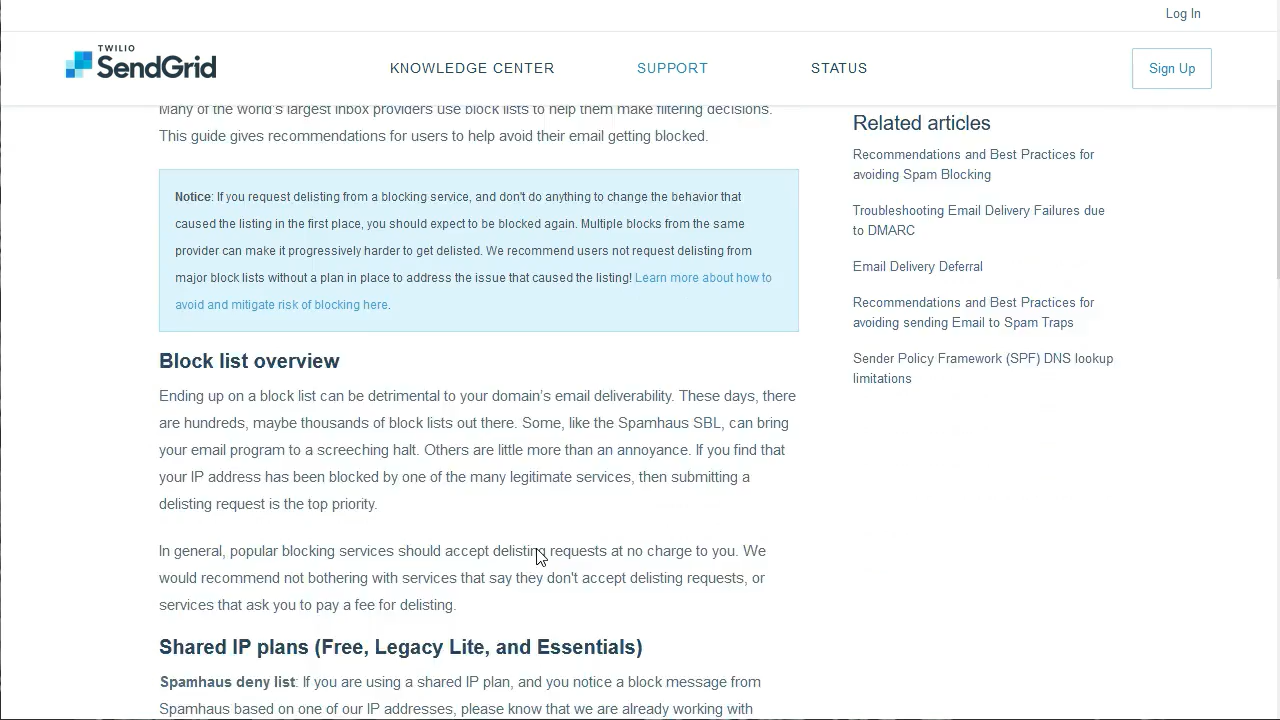 Log In
TWILIO
SendGrid
KNOWLEDGE CENTER
SUPPORT
STATUS
Sign Up
Many of the world's largest inbox providers use block lists to help them make filtering decisions.
This guide gives recommendations for users to help avoid their email getting blocked.
Notice: If you request delisting from a blocking service, and don't do anything to change the behavior that
caused the listing in the first place, you should expect to be blocked again. Multiple blocks from the same
provider can make it progressively harder to get delisted. We recommend users not request delisting from
major block lists without a plan in place to address the issue that caused the listing! Learn more about how to
avoid and mitigate risk of blocking here.
Block list overview
Ending up on a block list can be detrimental to your domain's email deliverability. These days, there
are hundreds, maybe thousands of block lists out there. Some, like the Spamhaus SBL, can bring
your email program to a screeching halt. Others are little more than an annoyance. If you find that
your IP address has been blocked by one of the many legitimate services, then submitting a
delisting request is the top priority.
In general, popular blocking services should accept delisting requests at no charge to you. We
would recommend not bothering with services that say they don't accept delisting requests, or
services that ask you to pay a fee for delisting.
Shared IP plans (Free, Legacy Lite, and Essentials)
Spamhaus deny list: If you are using a shared IP plan, and you notice a block message from
Spamhaus based on one of our IP addresses, please know that we are already working with
Related articles
Recommendations and Best Practices for
avoiding Spam Blocking
Troubleshooting Email Delivery Failures due
to DMARC
Email Delivery Deferral
Recommendations and Best Practices for
avoiding sending Email to Spam Traps
Sender Policy Framework (SPF) DNS lookup
limitations